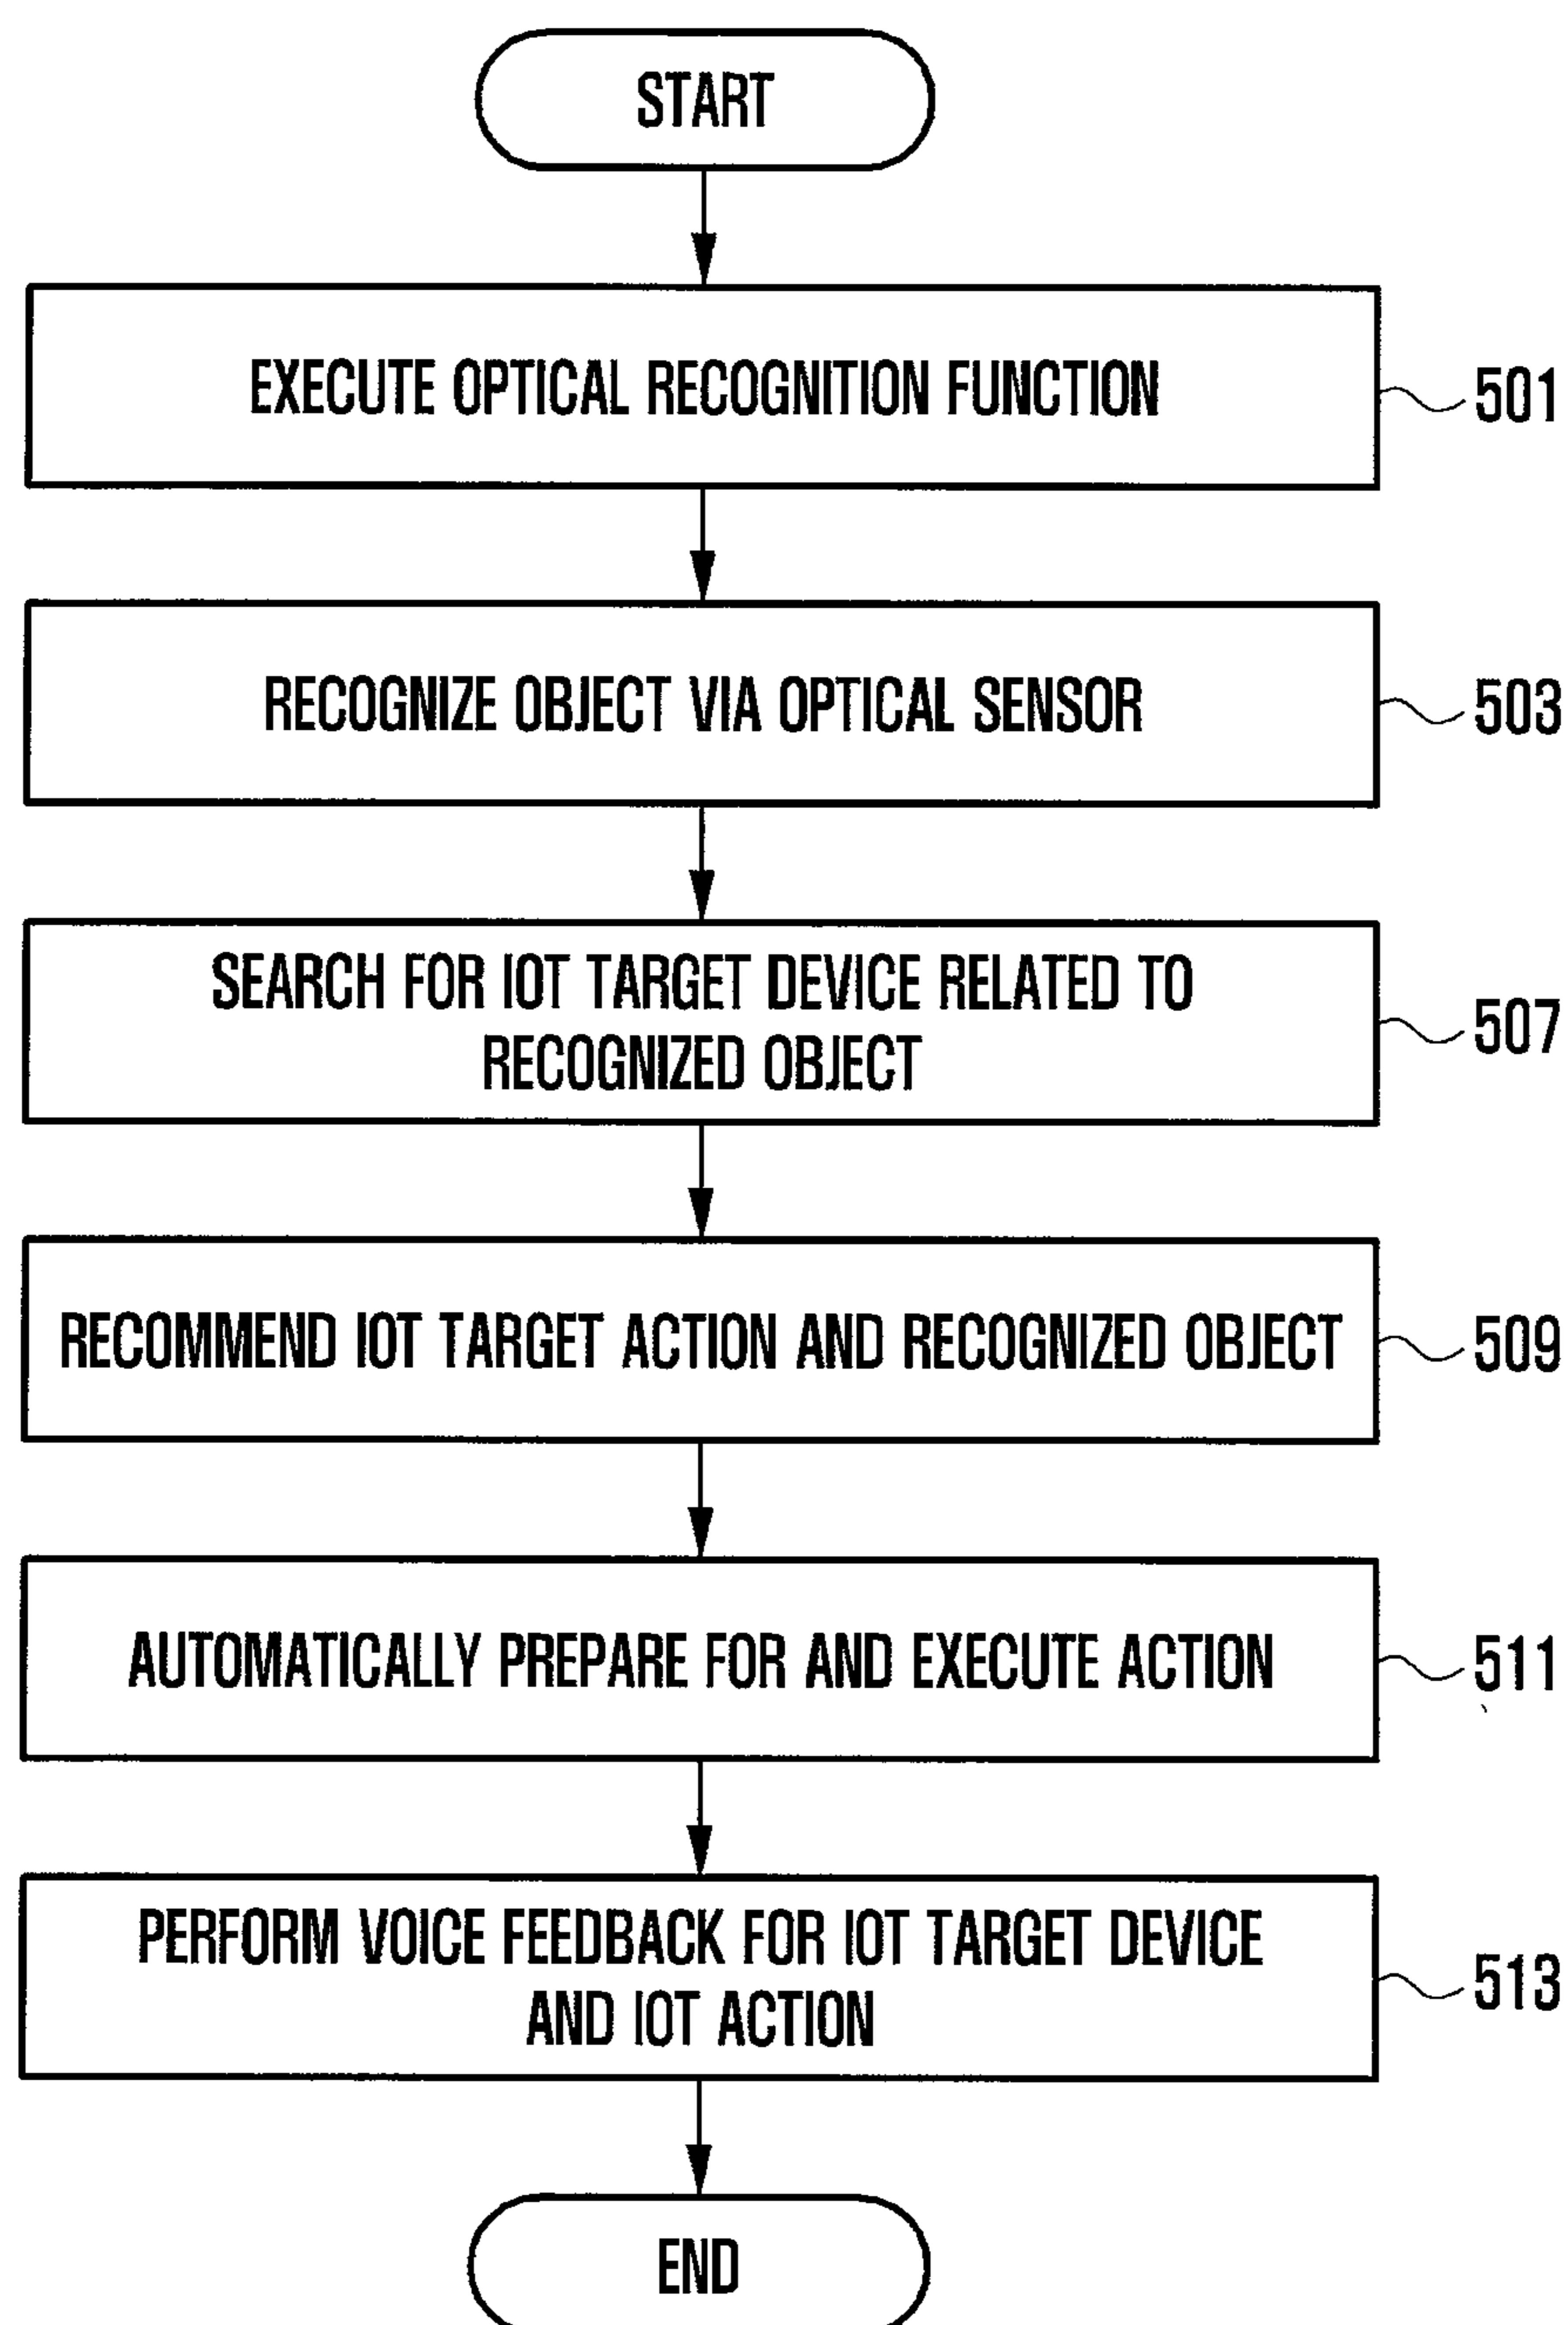 START
EXECUTE OPTICAL RECOGNITION FUNCTION
501
RECOGNIZE OBJECT VIA OPTICAL SENSOR
503
SEARCH FOR IOT TARGET DEVICE RELATED TO
RECOGNIZED OBJECT
507
RECOMMEND IOT TARGET ACTION AND RECOGNIZED OBJECT
509
AUTOMATICALLY PREPARE FOR AND EXECUTE ACTION
511
PERFORM VOICE FEEDBACK FOR IOT TARGET DEVICE
AND IOT ACTION
513
END